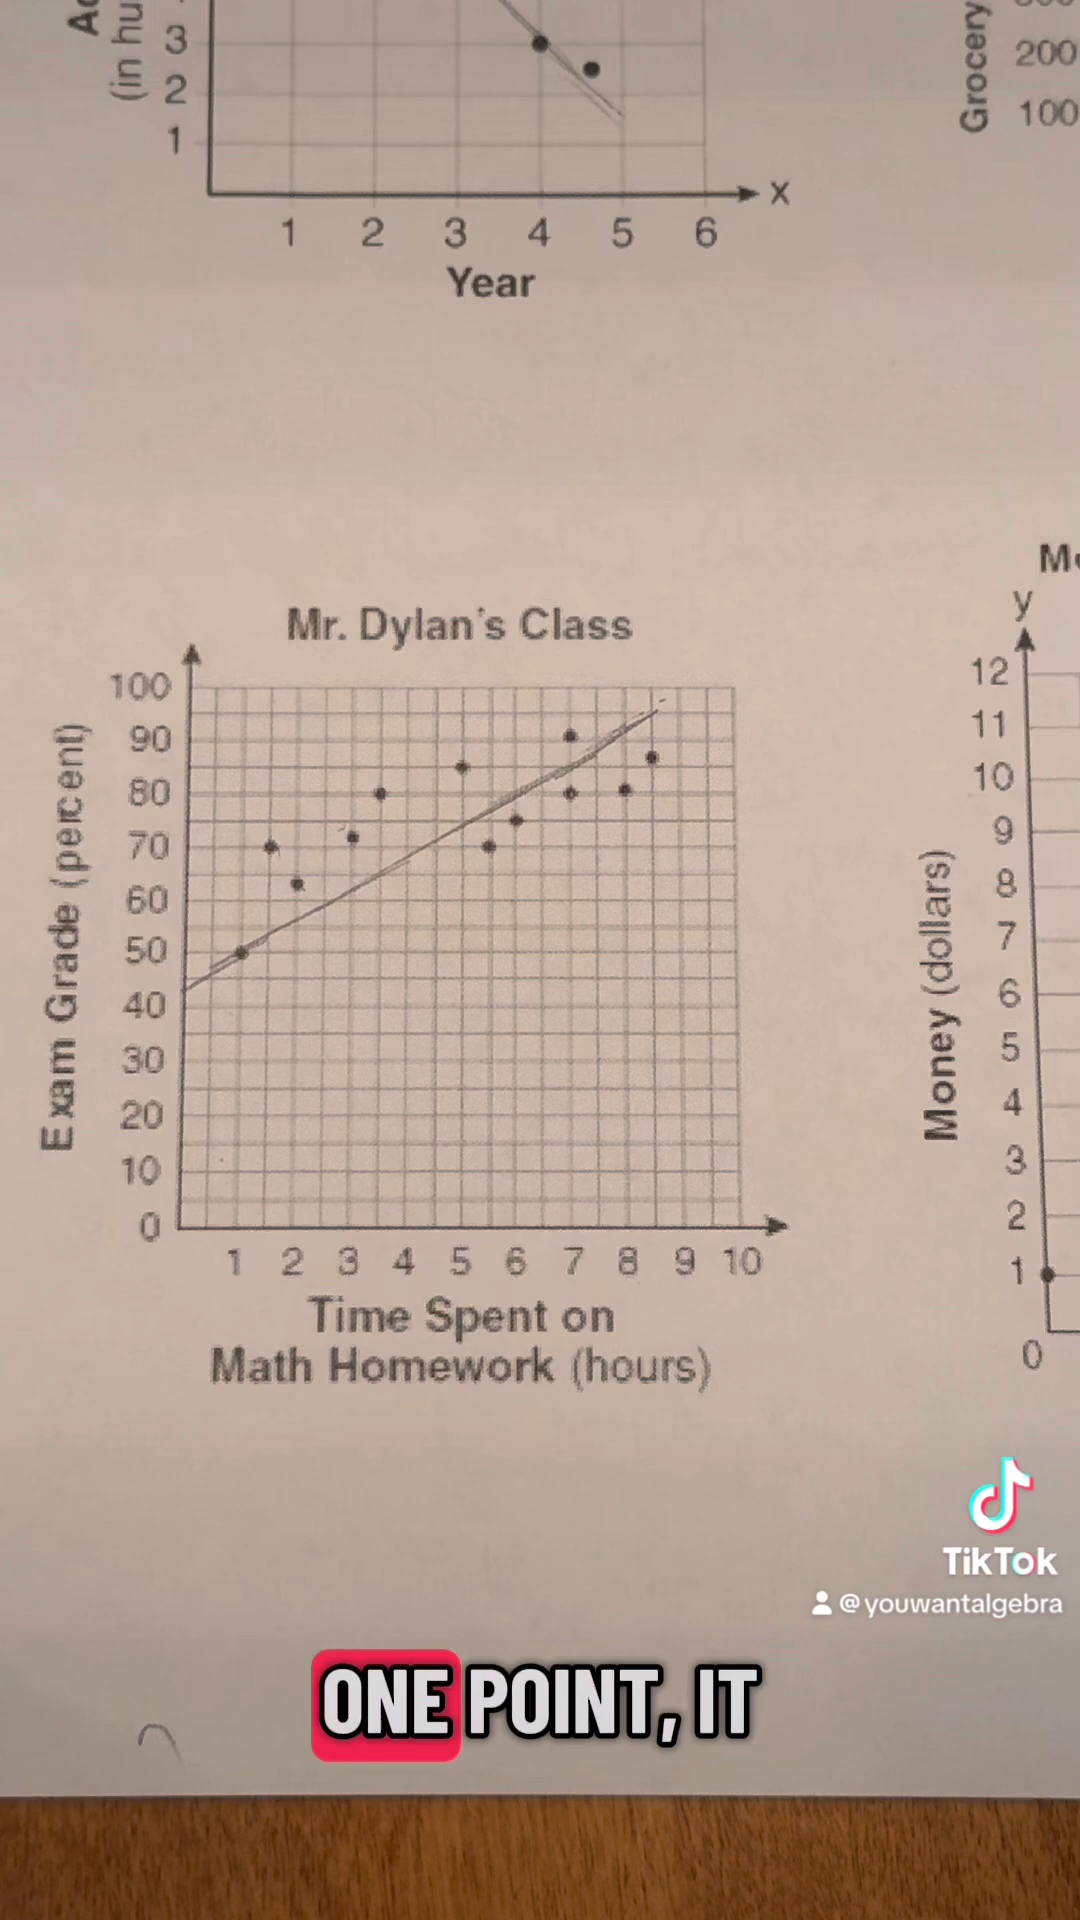 (in hu
3
2
1
x
1 2 3 4 5 6
Year
Grocery
200
100
Mr. Dylan's Class
Exam Grade (percent)
100
90
80
70
60
50
40
30
20
10
0
1 2 3 4 5 6 7 8 9 10
Time Spent on
Math Homework (hours)
y
Money (dollars)
12
11
10
9
8
7
6
5
4
3
2
1
0
TikTok
@youwantalgebra
ONE POINT, IT